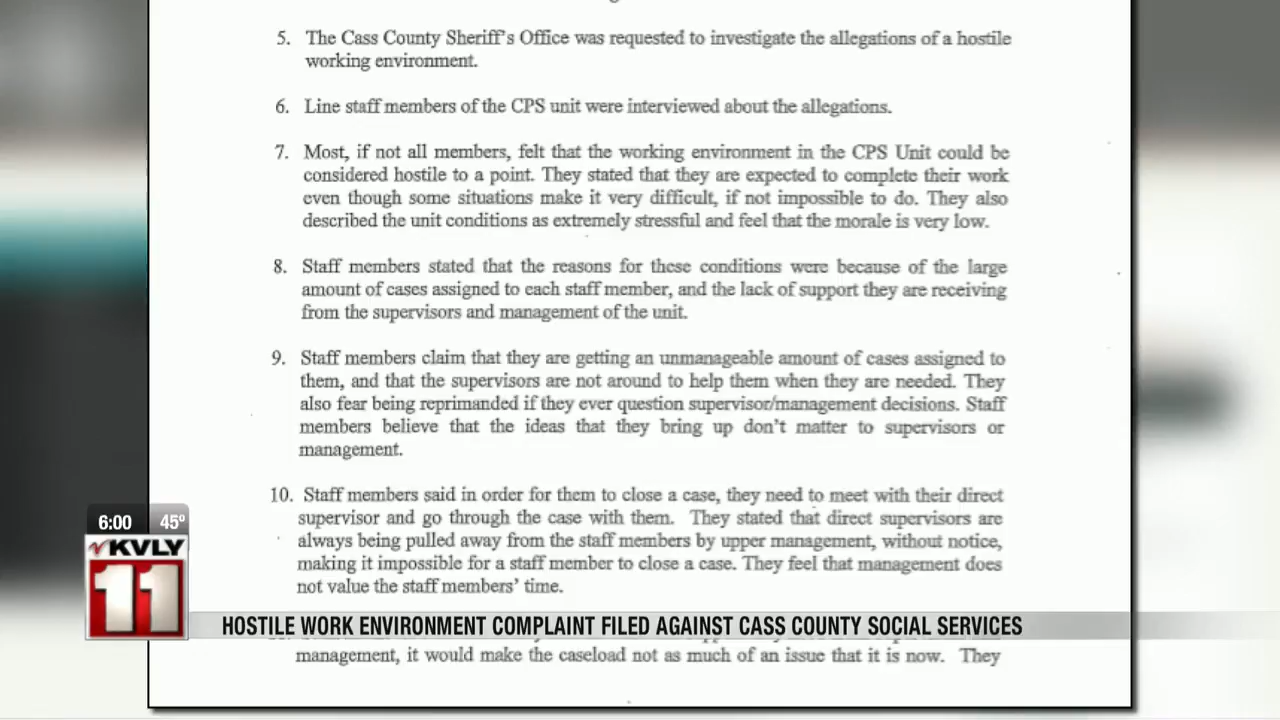 5. The Cass County Sheriff's Office was requested to investigate the allegations of a hostile
working environment.
6. Line staff members of the CPS unit were interviewed about the allegations.
7. Most, if not all members, felt that the working environment in the CPS Unit could be
considered hostile to a point. They stated that they are expected to complete their work
even though some situations make it very difficult, if not impossible to do. They also
described the unit conditions as extremely stressful and feel that the morale is very low.
8. Staff members stated that the reasons for these conditions were because of the large
amount of cases assigned to each staff member, and the lack of support they are receiving
from the supervisors and management of the unit.
9. Staff members claim that they are getting an unmanageable amount of cases assigned to
them, and that the supervisors are not around to help them when they are needed. They
also fear being reprimanded if they ever question supervisor/management decisions. Staff
members believe that the ideas that they bring up don't matter to supervisors or
management.
10. Staff members said in order for them to close a case, they need to meet with their direct
supervisor and go through the case with them. They stated that direct supervisors are
always being pulled away from the staff members by upper management, without notice,
making it impossible for a staff member to close a case. They feel that management does
not value the staff members' time.
6:00 45°
KVLY
11
HOSTILE WORK ENVIRONMENT COMPLAINT FILED AGAINST CASS COUNTY SOCIAL SERVICES
management, it would make the caseload not as much of an issue that it is now. They